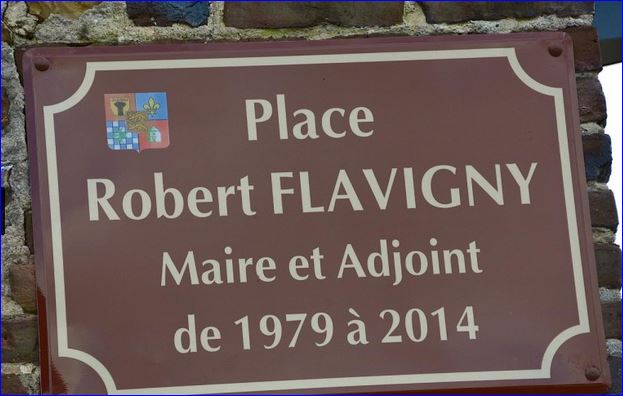 Place
Robert FLAVIGNY
Maire et Adjoint
de 1979 à 2014